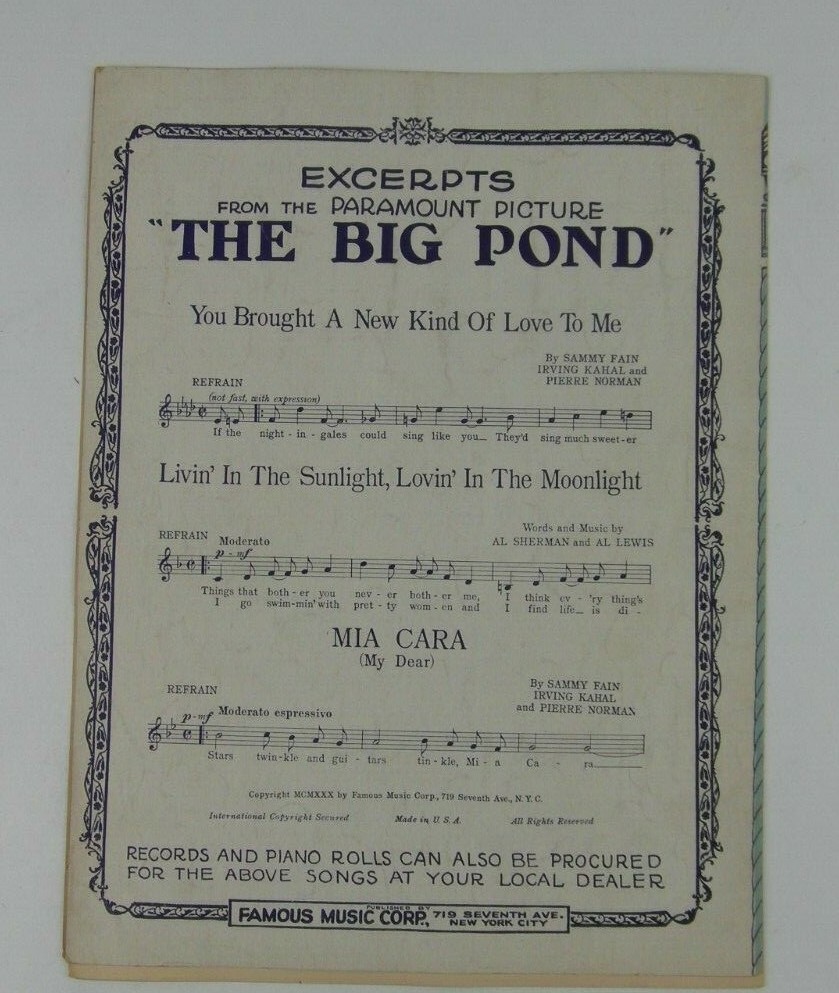 EXCERPTS
FROM THE PARAMOUNT PICTURE
"THE BIG POND"
You Brought A New Kind Of Love To Me
By SAMMY FAIN
IRVING KAHAL and
PIERRE NORMAN
REFRAIN
(not fast, with expression)
If the night - in - gales could sing like you_ They'd sing much sweet-er
Livin' In The Sunlight, Lovin' In The Moonlight
Words and Music by
AL SHERMAN and AL LEWIS
REFRAIN Moderato
p - mf
Things that both - er you nev - er both - er me, I think ev - 'ry thing's
I go swim-min' with pret - ty wom - en and I find life_ is di -
MIA CARA
(My Dear)
By SAMMY FAIN
IRVING KAHAL
and PIERRE NORMAN
REFRAIN
p - mf Moderato espressivo
Stars twin-kle and gui - tars tin - kle, Mi - a Ca - ra
Copyright MCMXXX by Famous Music Corp., 719 Seventh Ave., N.Y.C.
International Copyright Secured Made in U.S.A. All Rights Reserved
RECORDS AND PIANO ROLLS CAN ALSO BE PROCURED
FOR THE ABOVE SONGS AT YOUR LOCAL DEALER
PUBLISHED BY
FAMOUS MUSIC CORP., 719 SEVENTH AVE. NEW YORK CITY